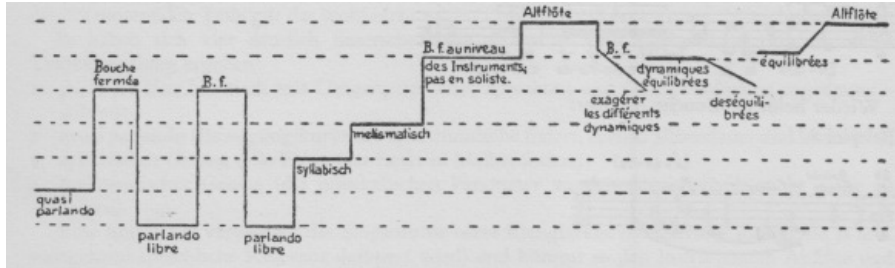 Altflöte
Altflöte
B. f. au niveau
des Instruments;
pas en soliste.
B. f.
Bouche
fermée
B. f.
dynamiques
équilibrées
équilibrées
exagérer
les différents
dynamiques
deséquili-
brées
melismatisch
syllabisch
quasi
parlando
parlando
libre
parlando
libre